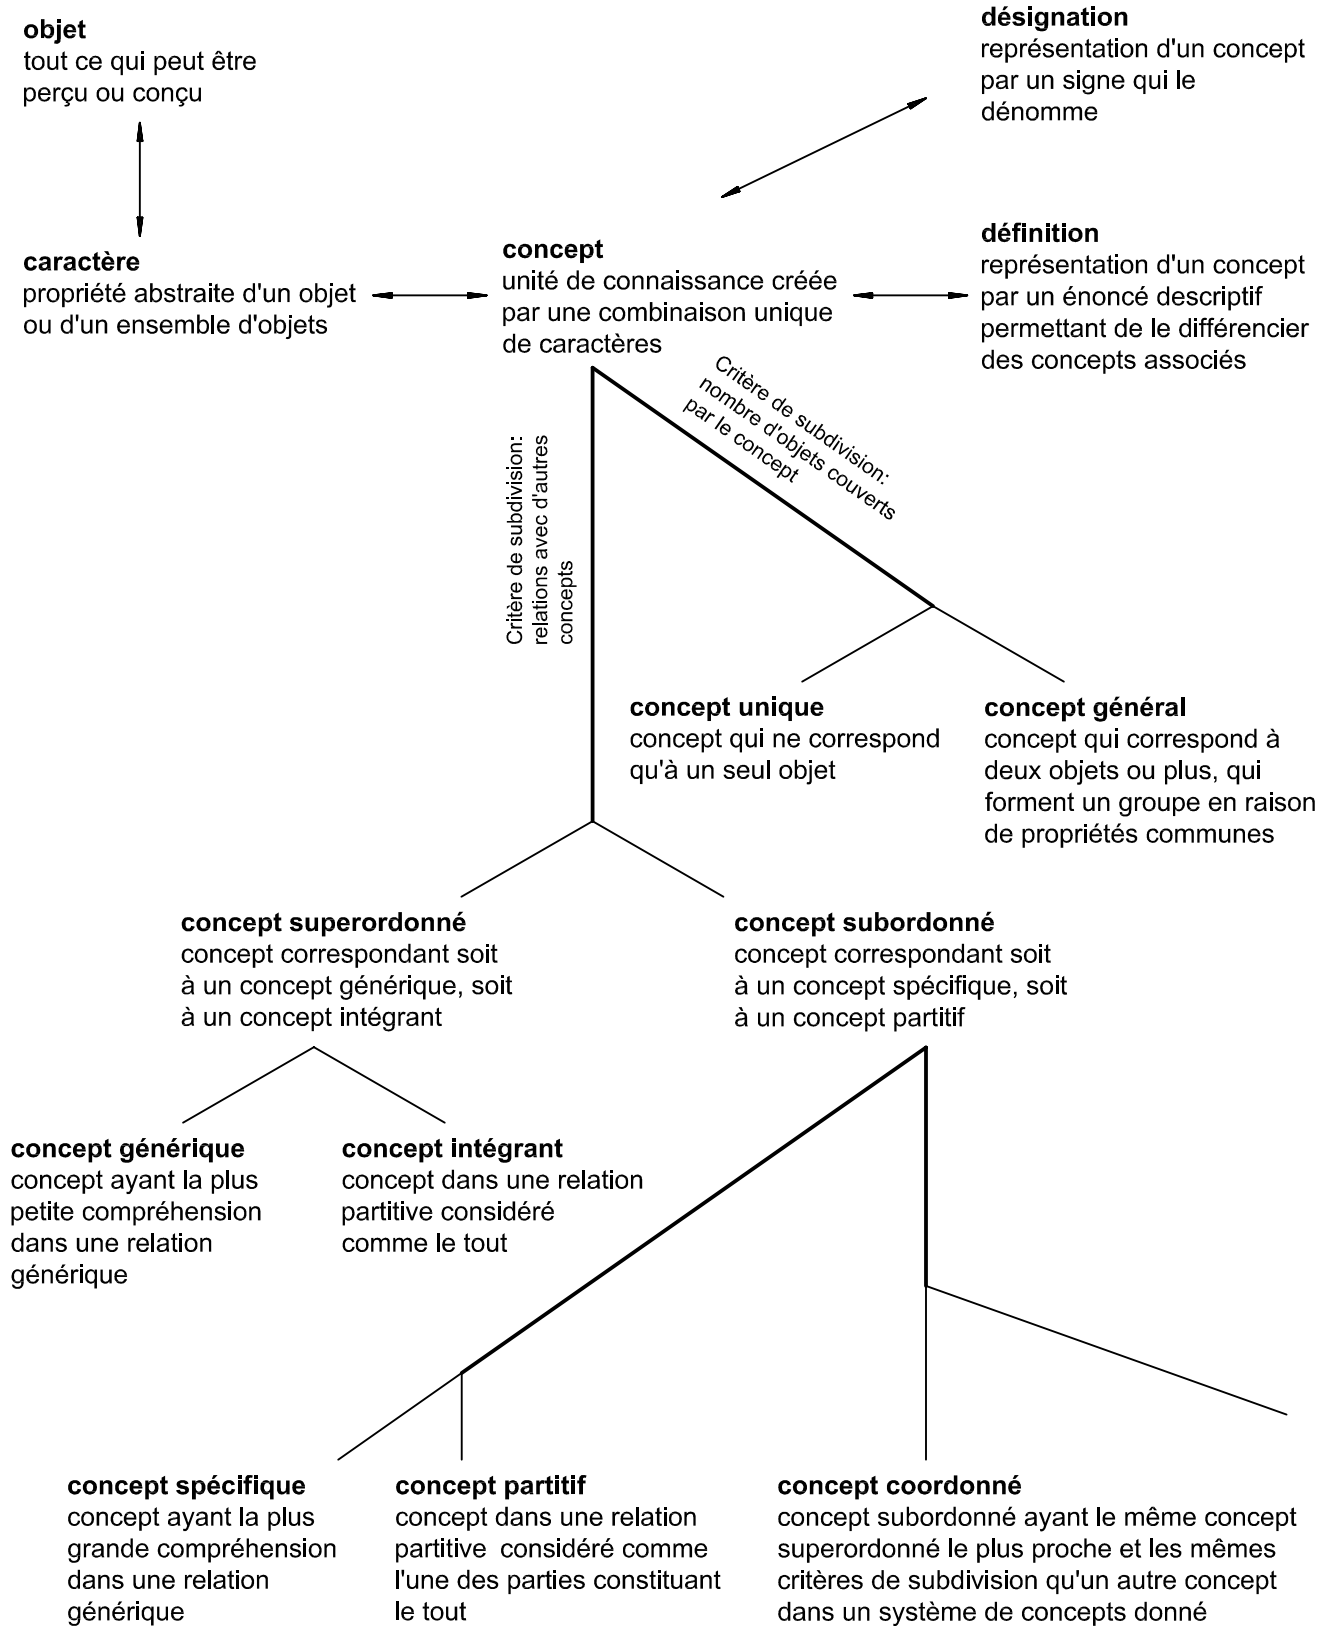 objet
tout ce qui peut être
perçu ou conçu
désignation
représentation d'un concept
par un signe qui le
dénomme
caractère
propriété abstraite d'un objet
ou d'un ensemble d'objets
concept
unité de connaissance créée
par une combinaison unique
de caractères
définition
représentation d'un concept
par un énoncé descriptif
permettant de le différencier
des concepts associés
Critère de subdivision:
relations avec d'autres
concepts
Critère de subdivision:
nombre d'objets couverts
par le concept
concept unique
concept qui ne correspond
qu'à un seul objet
concept général
concept qui correspond à
deux objets ou plus, qui
forment un groupe en raison
de propriétés communes
concept superordonné
concept correspondant soit
à un concept générique, soit
à un concept intégrant
concept subordonné
concept correspondant soit
à un concept spécifique, soit
à un concept partitif
concept générique
concept ayant la plus
petite compréhension
dans une relation
générique
concept intégrant
concept dans une relation
partitive considéré
comme le tout
concept spécifique
concept ayant la plus
grande compréhension
dans une relation
générique
concept partitif
concept dans une relation
partitive considéré comme
l'une des parties constituant
le tout
concept coordonné
concept subordonné ayant le même concept
superordonné le plus proche et les mêmes
critères de subdivision qu'un autre concept
dans un système de concepts donné